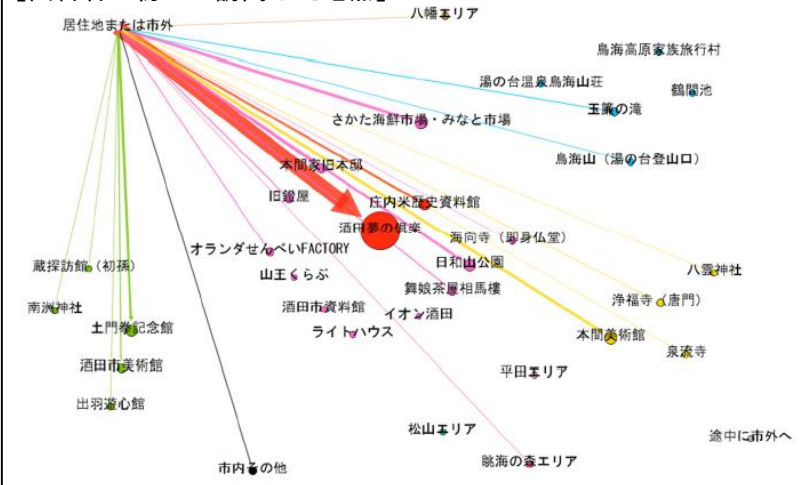 居住地または市外
八幡エリア
鳥海高原家族旅行村
湯の台温泉鳥海山荘
鶴間池
玉簾の滝
さかた海鮮市場・みなと市場
鳥海山（湯の台登山口）
本間家旧本邸
旧鐙屋
庄内米歴史資料館
酒田夢の倶楽
海向寺（即身仏堂）
オランダせんべいFACTORY
日和山公園
蔵探訪館（初孫）
山王くらぶ
八雲神社
舞娘茶屋相馬樓
浄福寺（唐門）
南洲神社
酒田市資料館
イオン酒田
土門拳記念館
ライトハウス
本間美術館
泉流寺
酒田市美術館
平田エリア
出羽遊心館
松山エリア
途中に市外へ
市内その他
眺海の森エリア